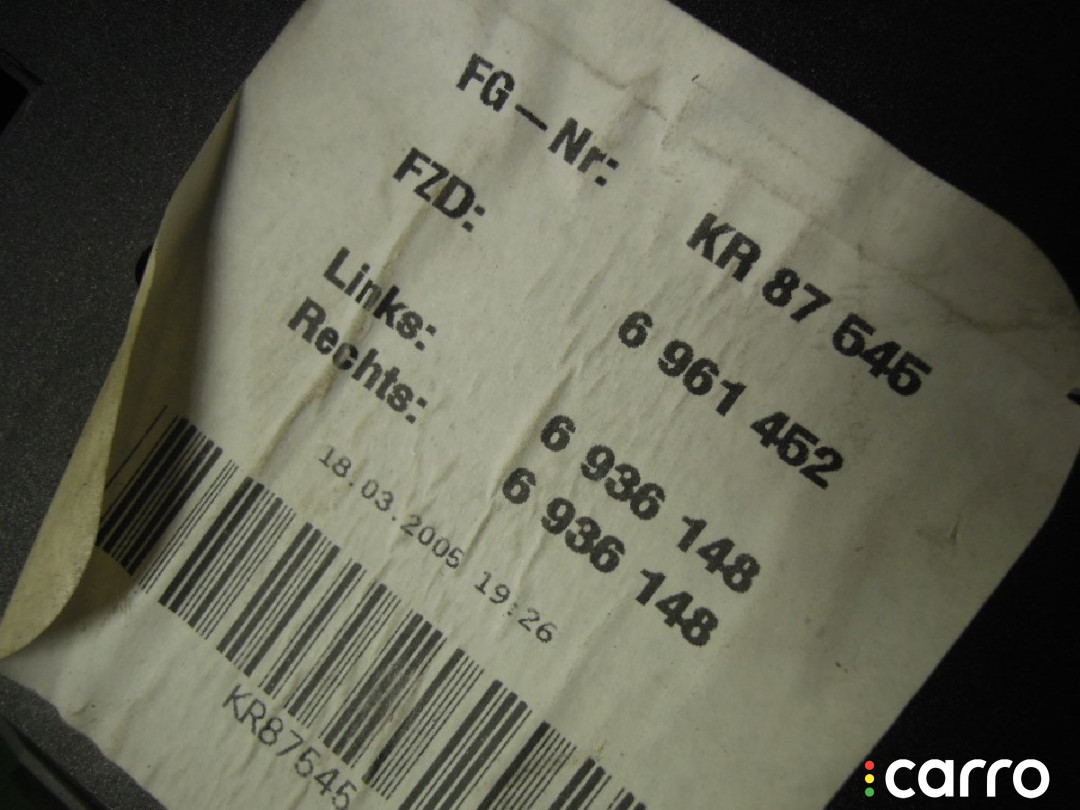 FG-Nr: KR 87 545
FZD: 6 961 452
Links: 6 936 148
Rechts: 6 936 148
18.03.2005 19:26
KR87545
carro